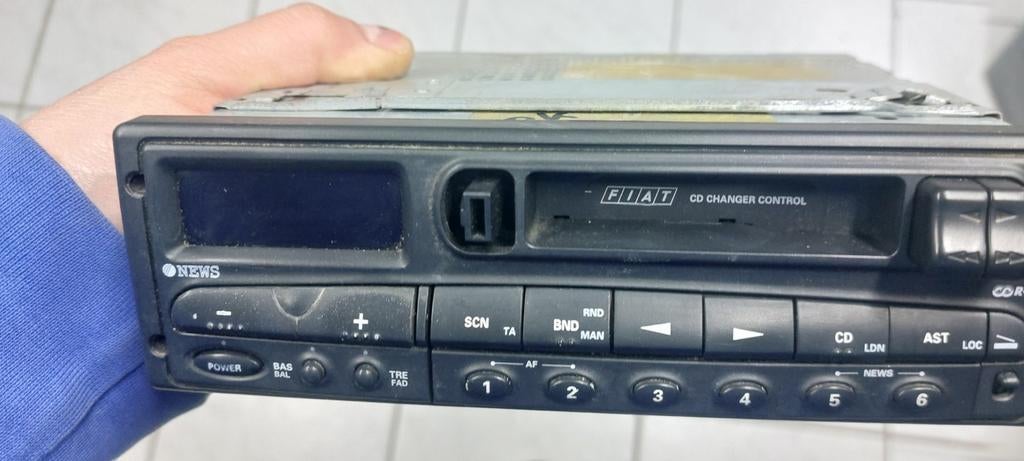 FIAT CD CHANGER CONTROL
NEWS
- + SCN TA BND RND MAN CD LDN AST LOC
POWER BAS BAL TRE FAD
AF NEWS
1 2 3 4 5 6